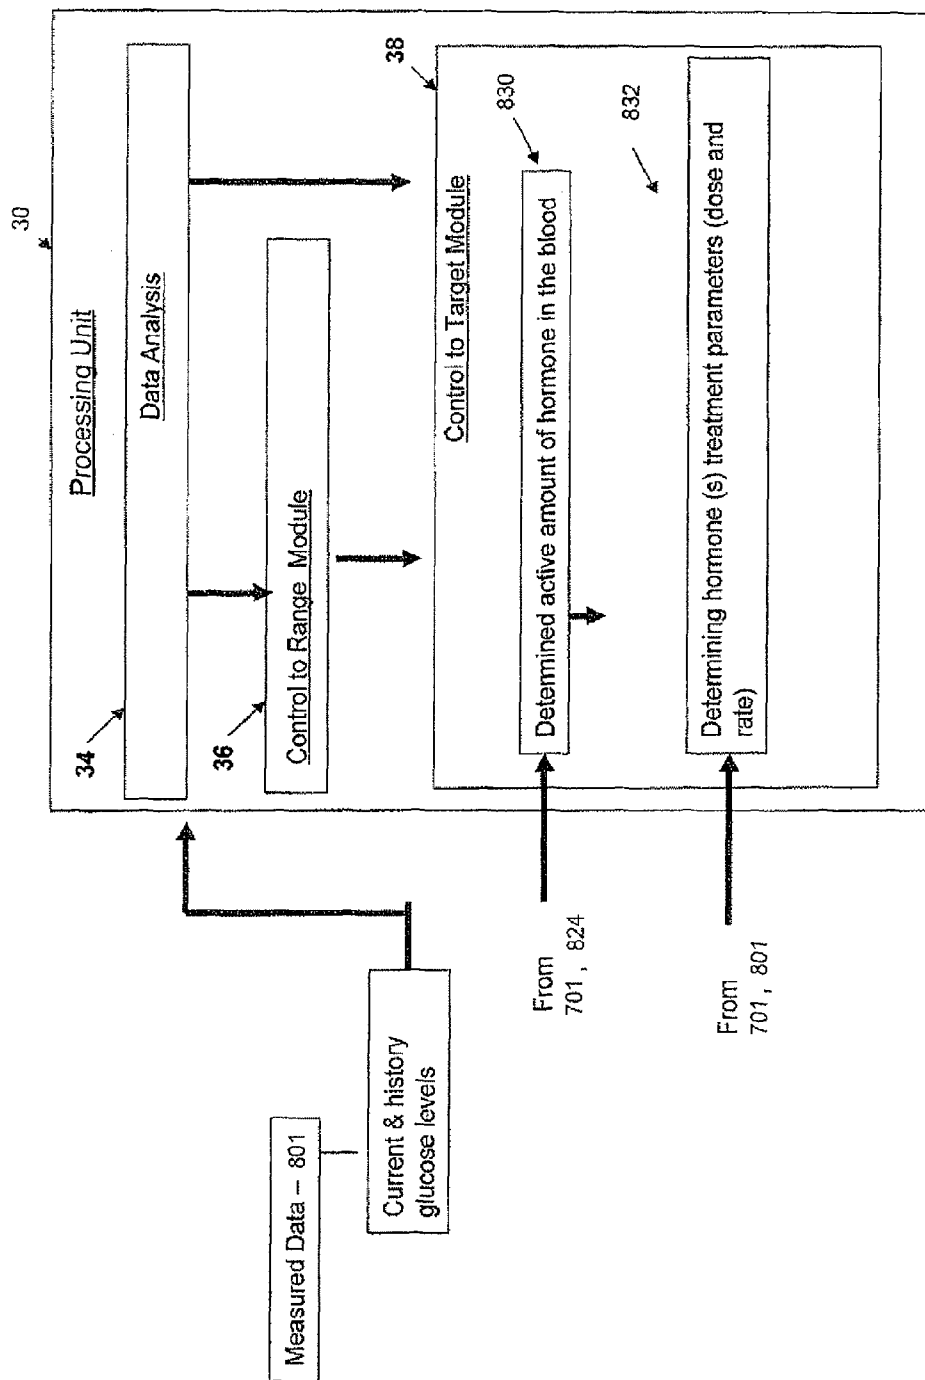 30
Processing Unit
34
Data Analysis
36
Control to Range Module
38
Control to Target Module
830
Determined active amount of hormone in the blood
832
Determining hormone (s) treatment parameters (dose and
rate)
Measured Data – 801
Current & history
glucose levels
From
701, 824
From
701, 801